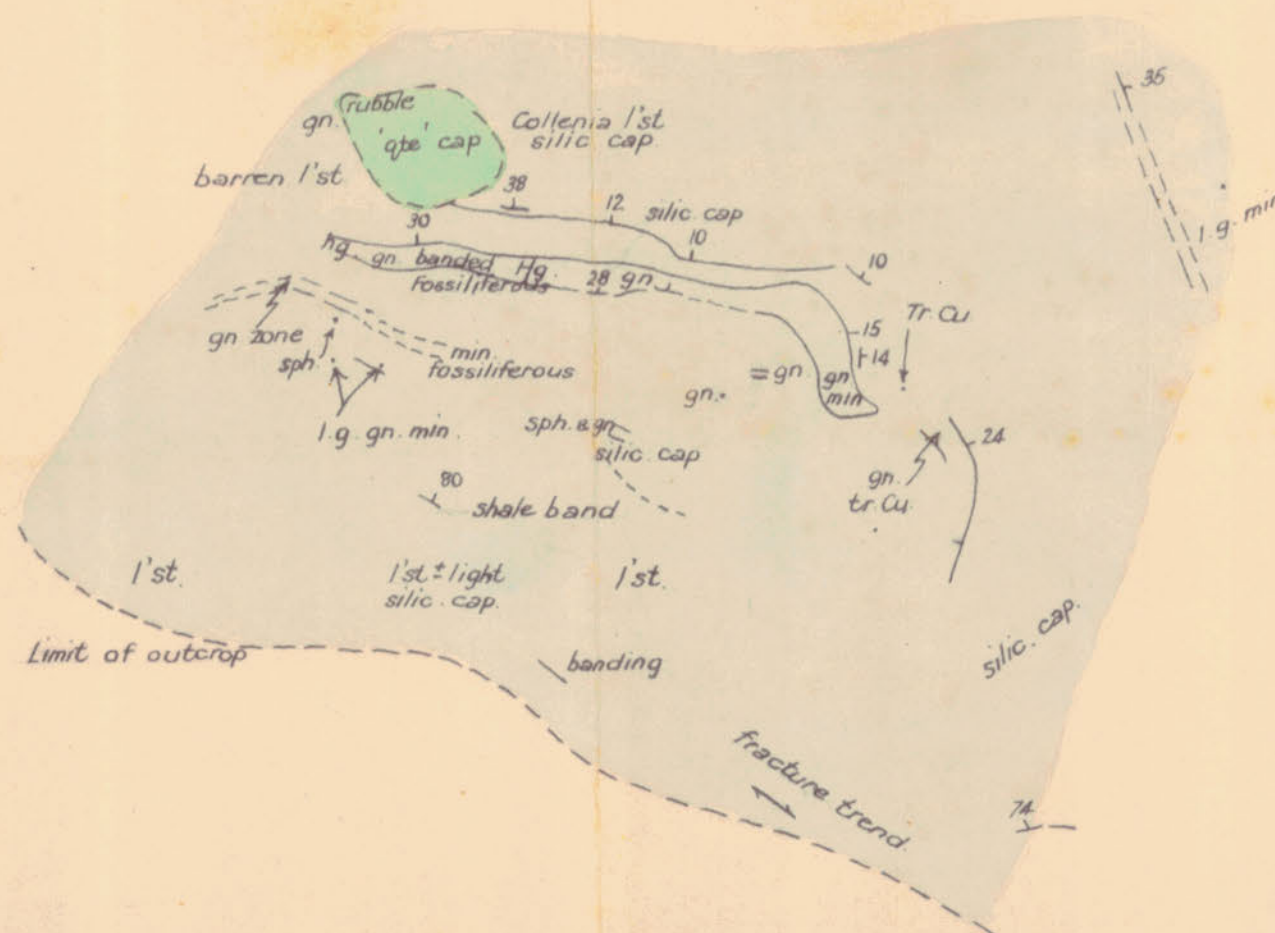 35
rubble
gn.
'qte' cap
Collenia l'st
silic cap.
barren l'st.
38
12
silic. cap
l.g. min
30
10
10
hg. gn banded Hg.
fossiliferous
28 gn
Tr. Cu
gn zone
sph.
15
14
min.
fossiliferous
= gn.
gn
min
gn.
l.g. gn. min.
sph. & gn
silic. cap
24
gn.
tr. Cu.
80
shale band
l'st.
l'st ± light
silic. cap.
l'st.
silic. cap.
Limit of outcrop
banding
fracture trend.
74